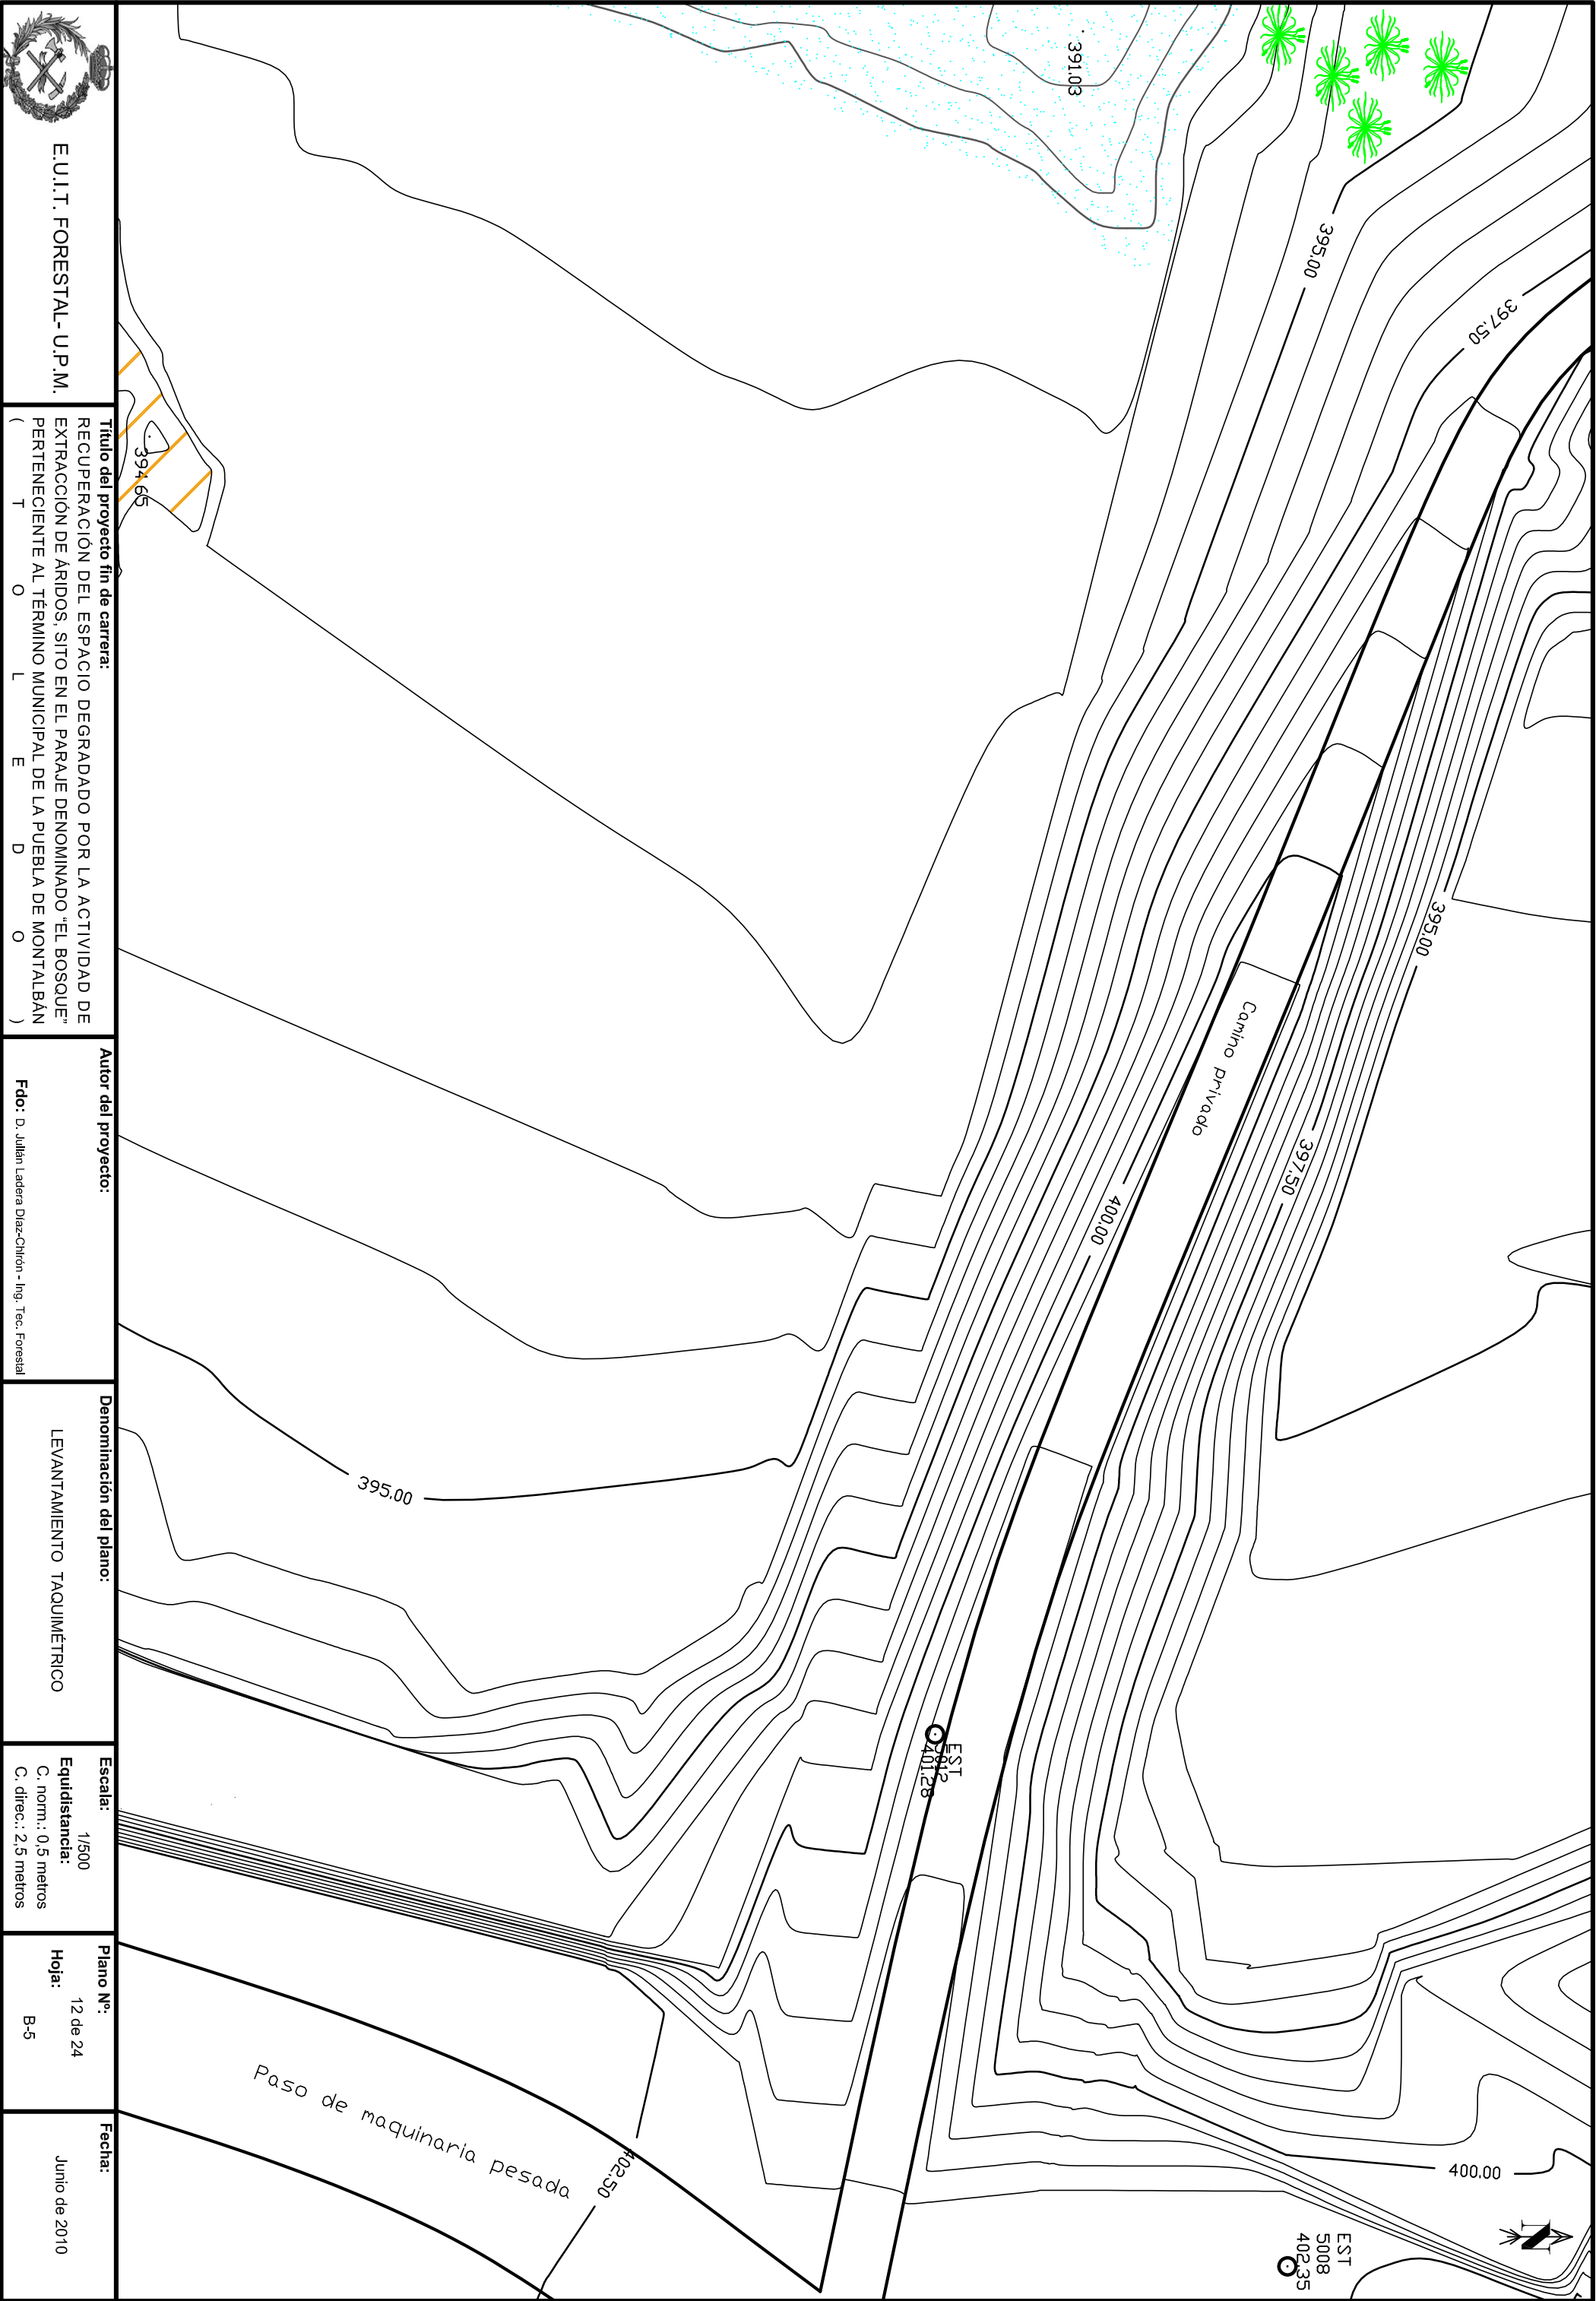 391.03
395.00
397.50
394.65
395.00
Camino privado
397.50
400.00
395.00
EST
5012
401.28
Paso de maquinaria pesada
402.50
400.00
N
EST
5008
402.35
E.U.I.T. FORESTAL- U.P.M.
Título del proyecto fin de carrera:
RECUPERACIÓN DEL ESPACIO DEGRADADO POR LA ACTIVIDAD DE
EXTRACCIÓN DE ÁRIDOS, SITO EN EL PARAJE DENOMINADO "EL BOSQUE"
PERTENECIENTE AL TÉRMINO MUNICIPAL DE LA PUEBLA DE MONTALBÁN
( T O L E D O )
Autor del proyecto:
Fdo: D. Julián Ladera Díaz-Chirón - Ing. Tec. Forestal
Denominación del plano:
LEVANTAMIENTO TAQUIMÉTRICO
Escala:
1/500
Equidistancia:
C. norm.: 0,5 metros
C. direc.: 2,5 metros
Plano Nº:
12 de 24
Hoja:
B-5
Fecha:
Junio de 2010